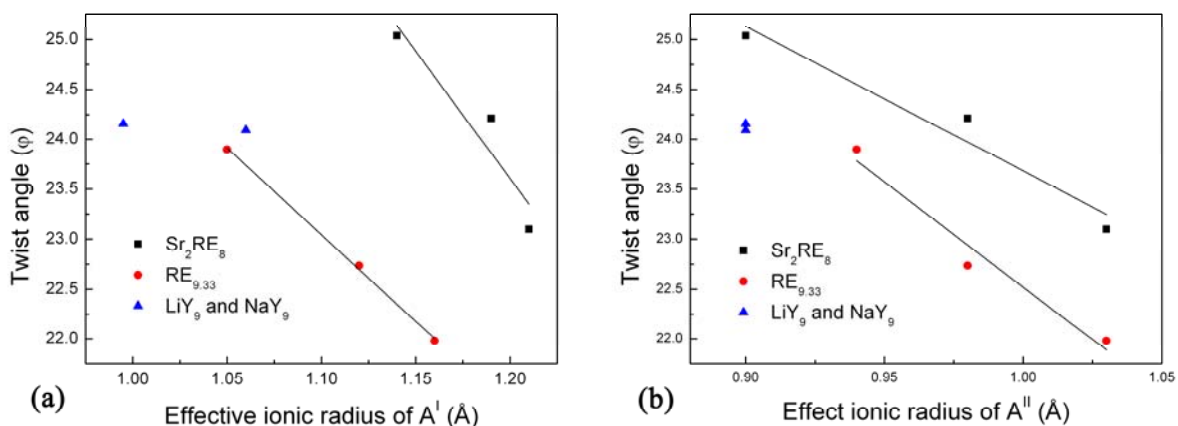 25.0
24.5
24.0
23.5
23.0
22.5
22.0
Twist angle (φ)
Sr₂RE₈
RE₉.₃₃
LiY₉ and NaY₉
1.00 1.05 1.10 1.15 1.20
(a) Effective ionic radius of Aᴵ (Å)
25.0
24.5
24.0
23.5
23.0
22.5
22.0
Twist angle (φ)
Sr₂RE₈
RE₉.₃₃
LiY₉ and NaY₉
0.90 0.95 1.00 1.05
(b) Effect ionic radius of Aᴵᴵ (Å)